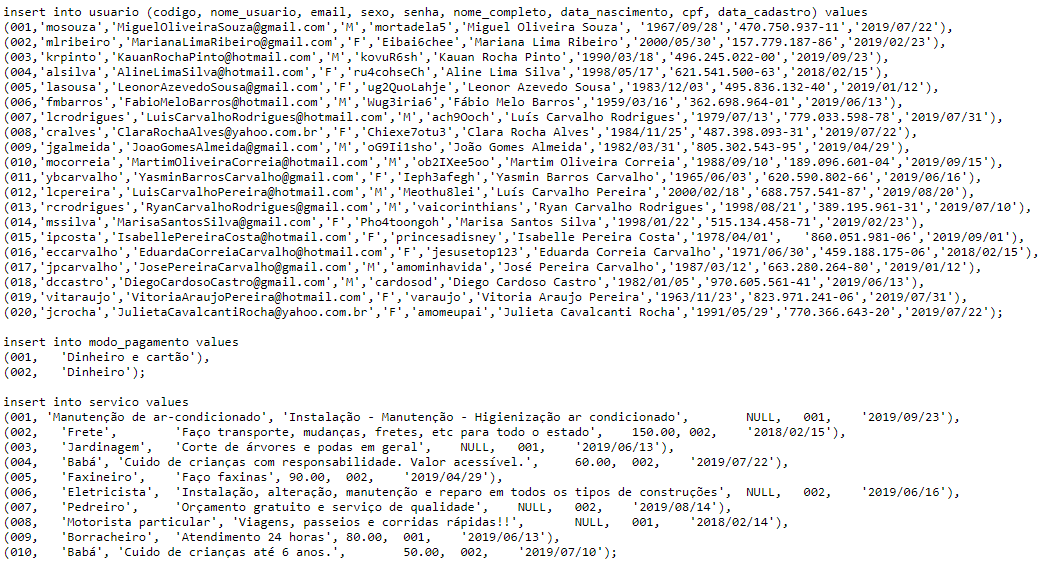 insert into usuario (codigo, nome_usuario, email, sexo, senha, nome_completo, data_nascimento, cpf, data_cadastro) values
(001,'mosouza','MiguelOliveiraSouza@gmail.com','M','mortadela5','Miguel Oliveira Souza', '1967/09/28','470.750.937-11','2019/07/22'),
(002,'mlribeiro','MarianaLimaRibeiro@gmail.com','F','Eibai6chee','Mariana Lima Ribeiro','2000/05/30','157.779.187-86','2019/02/23'),
(003,'krpinto','KauanRochaPinto@hotmail.com','M','kovuR6sh','Kauan Rocha Pinto','1990/03/18','496.245.022-00','2019/09/23'),
(004,'alsilva','AlineLimaSilva@hotmail.com','F','ru4cohseCh','Aline Lima Silva','1998/05/17','621.541.500-63','2018/02/15'),
(005,'lasousa','LeonorAzevedoSousa@gmail.com','F','ug2QuoLahje','Leonor Azevedo Sousa','1983/12/03','495.836.132-40','2019/01/12'),
(006,'fmbarros','FabioMeloBarros@hotmail.com','M','Wug3iria6','Fábio Melo Barros','1959/03/16','362.698.964-01','2019/06/13'),
(007,'lcrodrigues','LuisCarvalhoRodrigues@hotmail.com','M','ach9Ooch','Luís Carvalho Rodrigues','1979/07/13','779.033.598-78','2019/07/31'),
(008,'cralves','ClaraRochaAlves@yahoo.com.br','F','Chiexe7otu3','Clara Rocha Alves','1984/11/25','487.398.093-31','2019/07/22'),
(009,'jgalmeida','JoaoGomesAlmeida@gmail.com','M','oG9Ii1sho','João Gomes Almeida','1982/03/31','805.302.543-95','2019/04/29'),
(010,'mocorreia','MartimOliveiraCorreia@hotmail.com','M','ob2IXee5oo','Martim Oliveira Correia','1988/09/10','189.096.601-04','2019/09/15'),
(011,'ybcarvalho','YasminBarrosCarvalho@gmail.com','F','Ieph3afegh','Yasmin Barros Carvalho','1965/06/03','620.590.802-66','2019/06/16'),
(012,'lcpereira','LuisCarvalhoPereira@hotmail.com','M','Meothu8lei','Luís Carvalho Pereira','2000/02/18','688.757.541-87','2019/08/20'),
(013,'rcrodrigues','RyanCarvalhoRodrigues@gmail.com','M','vaicorinthians','Ryan Carvalho Rodrigues','1998/08/21','389.195.961-31','2019/07/10'),
(014,'mssilva','MarisaSantosSilva@gmail.com','F','Pho4toongoh','Marisa Santos Silva','1998/01/22','515.134.458-71','2019/02/23'),
(015,'ipcosta','IsabellePereiraCosta@hotmail.com','F','princesadisney','Isabelle Pereira Costa','1978/04/01', '860.051.981-06','2019/09/01'),
(016,'eccarvalho','EduardaCorreiaCarvalho@hotmail.com','F','jesusetop123','Eduarda Correia Carvalho','1971/06/30','459.188.175-06','2018/02/15'),
(017,'jpcarvalho','JosePereiraCarvalho@gmail.com','M','amominhavida','José Pereira Carvalho','1987/03/12','663.280.264-80','2019/01/12'),
(018,'dccastro','DiegoCardosoCastro@gmail.com','M','cardosod','Diego Cardoso Castro','1982/01/05','970.605.561-41','2019/06/13'),
(019,'vitaraujo','VitoriaAraujoPereira@hotmail.com','F','varaujo','Vitoria Araujo Pereira','1963/11/23','823.971.241-06','2019/07/31'),
(020,'jcrocha','JulietaCavalcantiRocha@yahoo.com.br','F','amomeupai','Julieta Cavalcanti Rocha','1991/05/29','770.366.643-20','2019/07/22');
insert into modo_pagamento values
(001, 'Dinheiro e cartão'),
(002, 'Dinheiro');
insert into servico values
(001, 'Manutenção de ar-condicionado', 'Instalação - Manutenção - Higienização ar condicionado', NULL, 001, '2019/09/23'),
(002, 'Frete', 'Faço transporte, mudanças, fretes, etc para todo o estado', 150.00, 002, '2018/02/15'),
(003, 'Jardinagem', 'Corte de árvores e podas em geral', NULL, 001, '2019/06/13'),
(004, 'Babá', 'Cuido de crianças com responsabilidade. Valor acessível.', 60.00, 002, '2019/07/22'),
(005, 'Faxineiro', 'Faço faxinas', 90.00, 002, '2019/04/29'),
(006, 'Eletricista', 'Instalação, alteração, manutenção e reparo em todos os tipos de construções', NULL, 002, '2019/06/16'),
(007, 'Pedreiro', 'Orçamento gratuito e serviço de qualidade', NULL, 002, '2019/08/14'),
(008, 'Motorista particular', 'Viagens, passeios e corridas rápidas!!', NULL, 001, '2018/02/14'),
(009, 'Borracheiro', 'Atendimento 24 horas', 80.00, 001, '2019/06/13'),
(010, 'Babá', 'Cuido de crianças até 6 anos.', 50.00, 002, '2019/07/10');